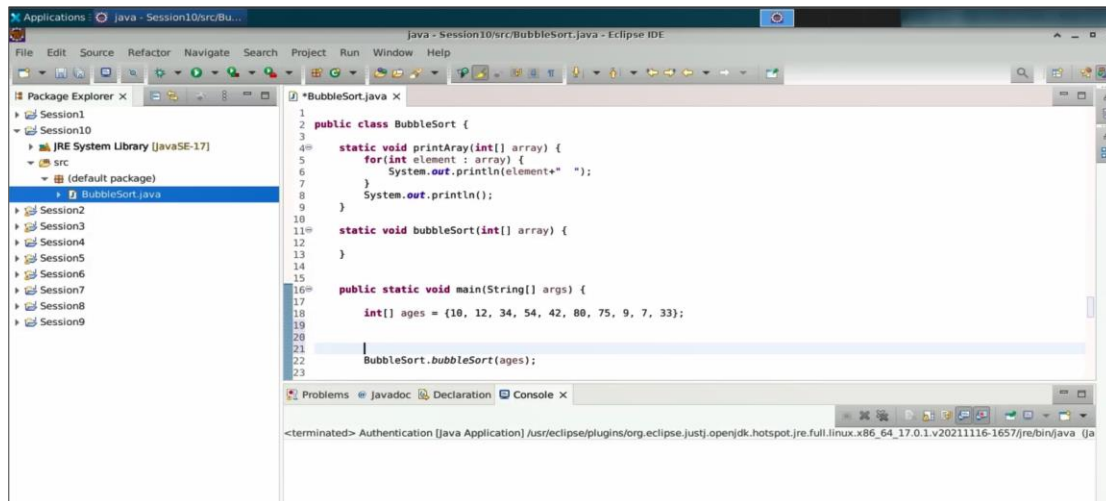 Applications : java - Session10/src/Bu...
java - Session10/src/BubbleSort.java - Eclipse IDE
File Edit Source Refactor Navigate Search Project Run Window Help
Package Explorer
Session1
Session10
JRE System Library [JavaSE-17]
src
(default package)
BubbleSort.java
Session2
Session3
Session4
Session5
Session6
Session7
Session8
Session9
*BubbleSort.java
1
2 public class BubbleSort {
3
4 static void printAray(int[] array) {
5 for(int element : array) {
6 System.out.println(element+"  ");
7 }
8 System.out.println();
9 }
10
11 static void bubbleSort(int[] array) {
12
13 }
14
15
16 public static void main(String[] args) {
17
18 int[] ages = {10, 12, 34, 54, 42, 80, 75, 9, 7, 33};
19
20
21
22 BubbleSort.bubbleSort(ages);
23
Problems Javadoc Declaration Console
<terminated> Authentication [Java Application] /usr/eclipse/plugins/org.eclipse.justj.openjdk.hotspot.jre.full.linux.x86_64_17.0.1.v20211116-1657/jre/bin/java (Ja